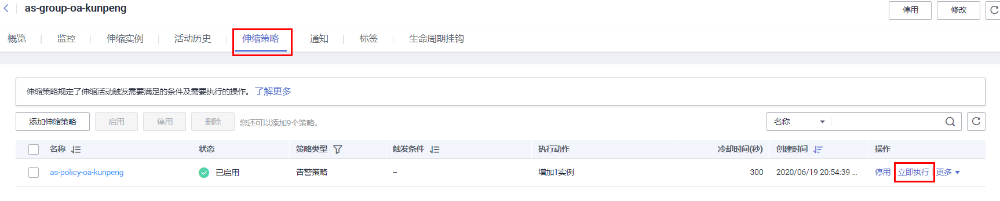 as-group-oa-kunpeng
停用 修改
概览 监控 伸缩实例 活动历史 伸缩策略 通知 标签 生命周期挂钩
伸缩策略规定了伸缩活动触发需要满足的条件及需要执行的操作。了解更多
添加伸缩策略 启用 停用 删除 您还可以添加9个策略。 名称
名称 状态 策略类型 触发条件 执行动作 冷却时间(秒) 创建时间 操作
as-policy-oa-kunpeng 已启用 告警策略 -- 增加1实例 300 2020/06/19 20:54:39 ... 停用 立即执行 更多